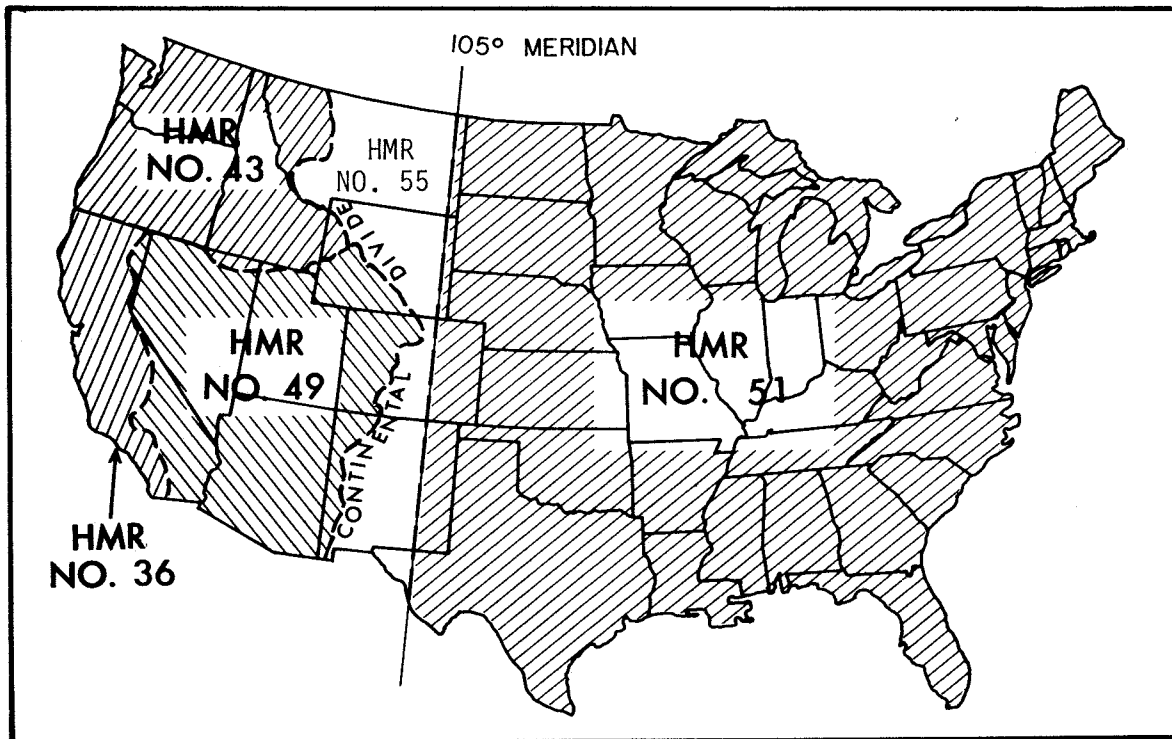 105° MERIDIAN
HMR
NO. 43
HMR
NO. 55
CONTINENTAL DIVIDE
HMR
NO. 49
HMR
NO. 51
HMR
NO. 36